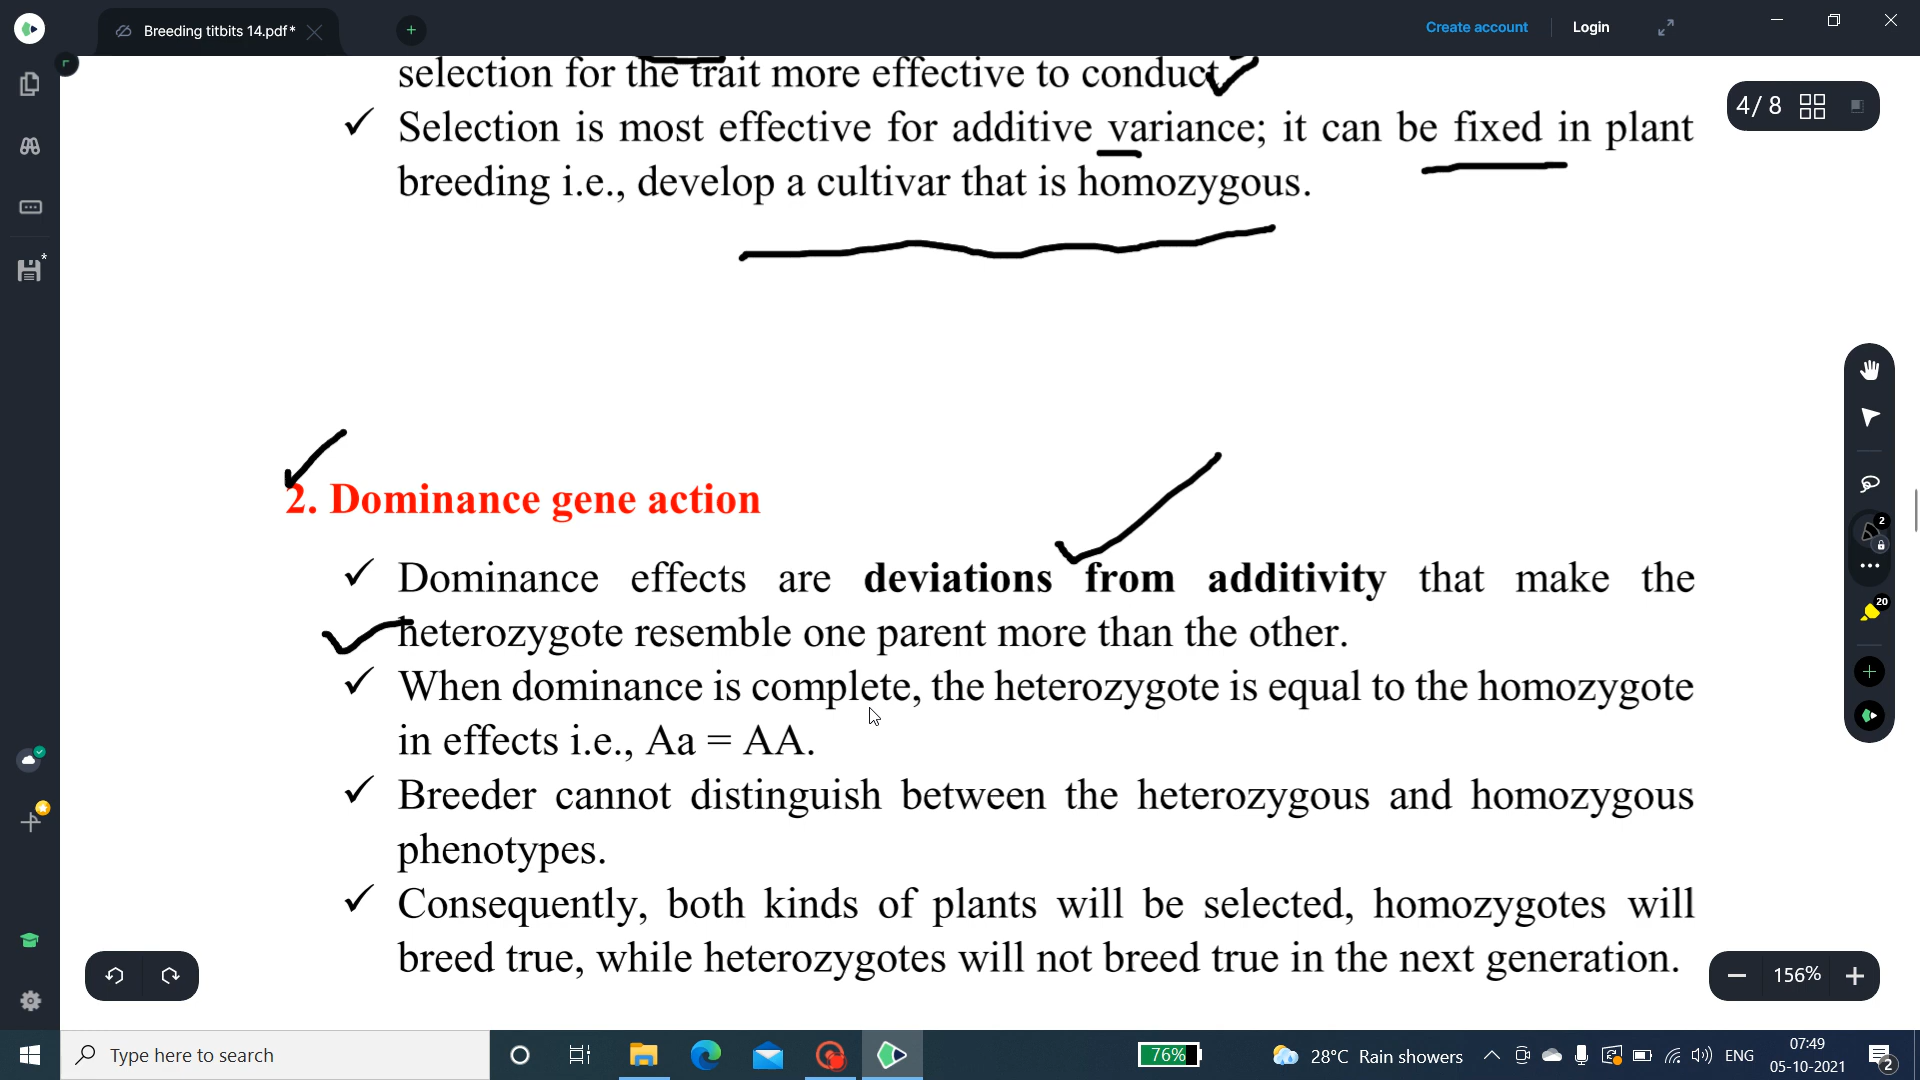 Breeding titbits 14.pdf*
Create account
Login
4/ 8
selection for the trait more effective to conduct
✓ Selection is most effective for additive variance; it can be fixed in plant
breeding i.e., develop a cultivar that is homozygous.
2. Dominance gene action
✓ Dominance effects are deviations from additivity that make the
heterozygote resemble one parent more than the other.
✓ When dominance is complete, the heterozygote is equal to the homozygote
in effects i.e., Aa = AA.
✓ Breeder cannot distinguish between the heterozygous and homozygous
phenotypes.
✓ Consequently, both kinds of plants will be selected, homozygotes will
breed true, while heterozygotes will not breed true in the next generation.
2
20
156%
Type here to search
76%
28°C Rain showers
ENG
07:49
05-10-2021
2